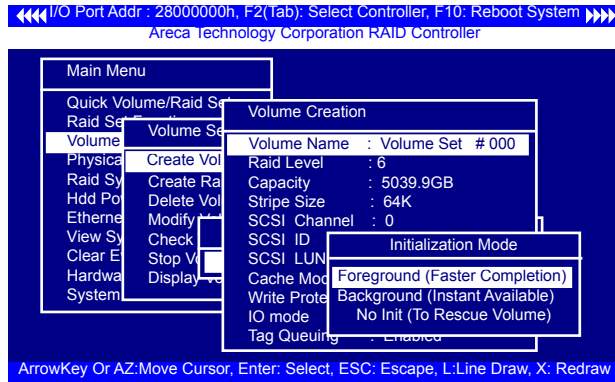 I/O Port Addr : 28000000h, F2(Tab): Select Controller, F10: Reboot System
Areca Technology Corporation RAID Controller
Main Menu
Quick Volume/Raid
Raid
Volume
Physica
Raid Sy
Hdd
Etherne
View Sy
Clear
Hardwa
System
Volume
Create Vol
Create Ra
Delete Vol
Modify
Check
Stop
Display
Volume Creation
Volume Name : Volume Set # 000
Raid Level : 6
Capacity : 5039.9GB
Stripe Size : 64K
SCSI Channel : 0
SCSI ID
SCSI LUN
Cache Mod
Write Prote
IO mode
Tag Queuing : Enabled
Initialization Mode
Foreground (Faster Completion)
Background (Instant Available)
No Init (To Rescue Volume)
ArrowKey Or AZ:Move Cursor, Enter: Select, ESC: Escape, L:Line Draw, X: Redraw